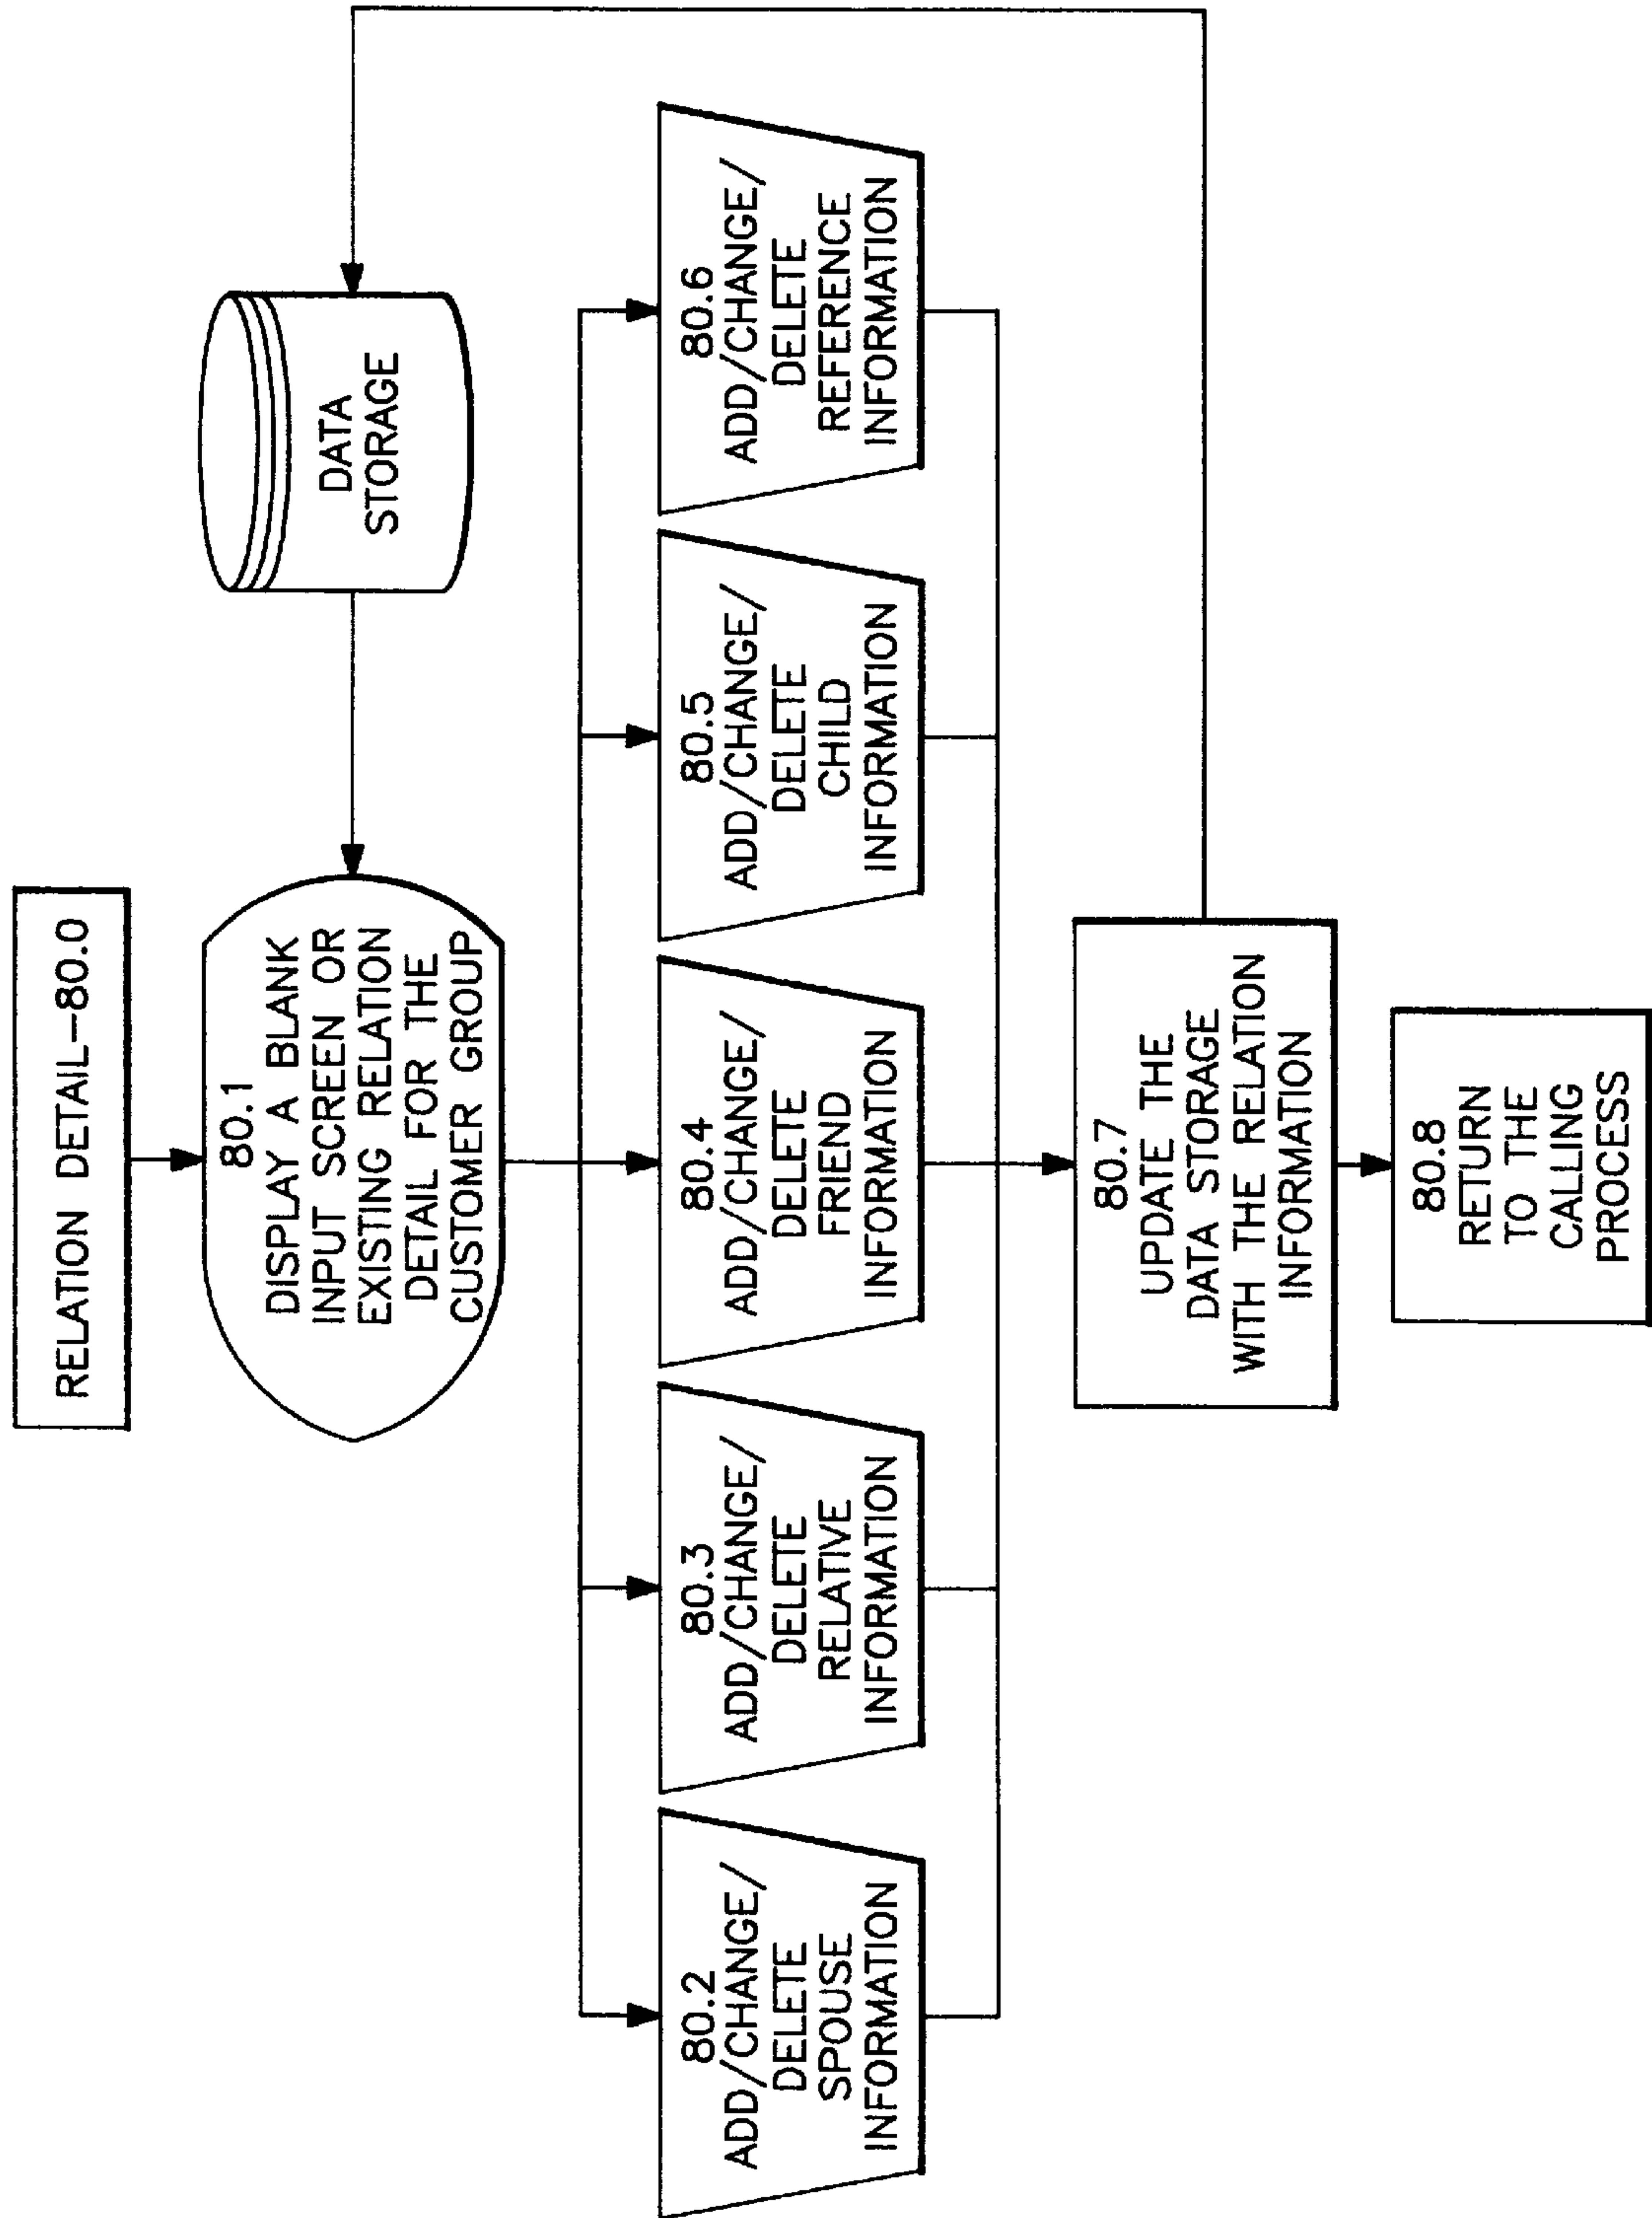 RELATION DETAIL-80.0
80.1
DISPLAY A BLANK
INPUT SCREEN OR
EXISTING RELATION
DETAIL FOR THE
CUSTOMER GROUP
DATA
STORAGE
80.2
ADD/CHANGE/
DELETE
SPOUSE
INFORMATION
80.3
ADD/CHANGE/
DELETE
RELATIVE
INFORMATION
80.4
ADD/CHANGE/
DELETE
FRIEND
INFORMATION
80.5
ADD/CHANGE/
DELETE
CHILD
INFORMATION
80.6
ADD/CHANGE/
DELETE
REFERENCE
INFORMATION
80.7
UPDATE THE
DATA STORAGE
WITH THE RELATION
INFORMATION
80.8
RETURN
TO THE
CALLING
PROCESS